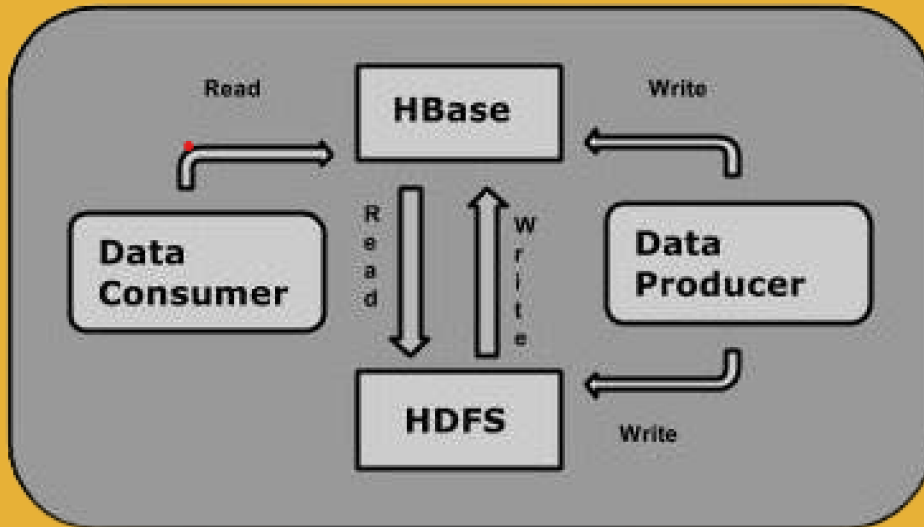 Read
HBase
Write
Data
Consumer
Read
Write
Data
Producer
HDFS
Write